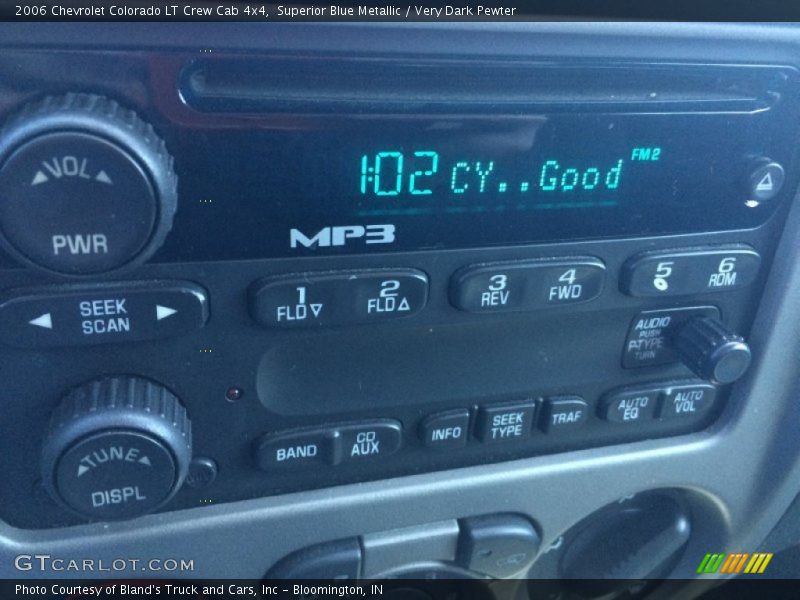 2006 Chevrolet Colorado LT Crew Cab 4x4,  Superior Blue Metallic / Very Dark Pewter
VOL
PWR
1:02 CY..Good
FM2
MP3
SEEK
SCAN
1
FLD
2
FLD
3
REV
4
FWD
5
6
RDM
AUDIO
PUSH
P-TYPE
TURN
TUNE
DISPL
BAND
CD
AUX
INFO
SEEK
TYPE
TRAF
AUTO
EQ
AUTO
VOL
GTCARLOT.COM
Photo Courtesy of Bland's Truck and Cars, Inc – Bloomington, IN